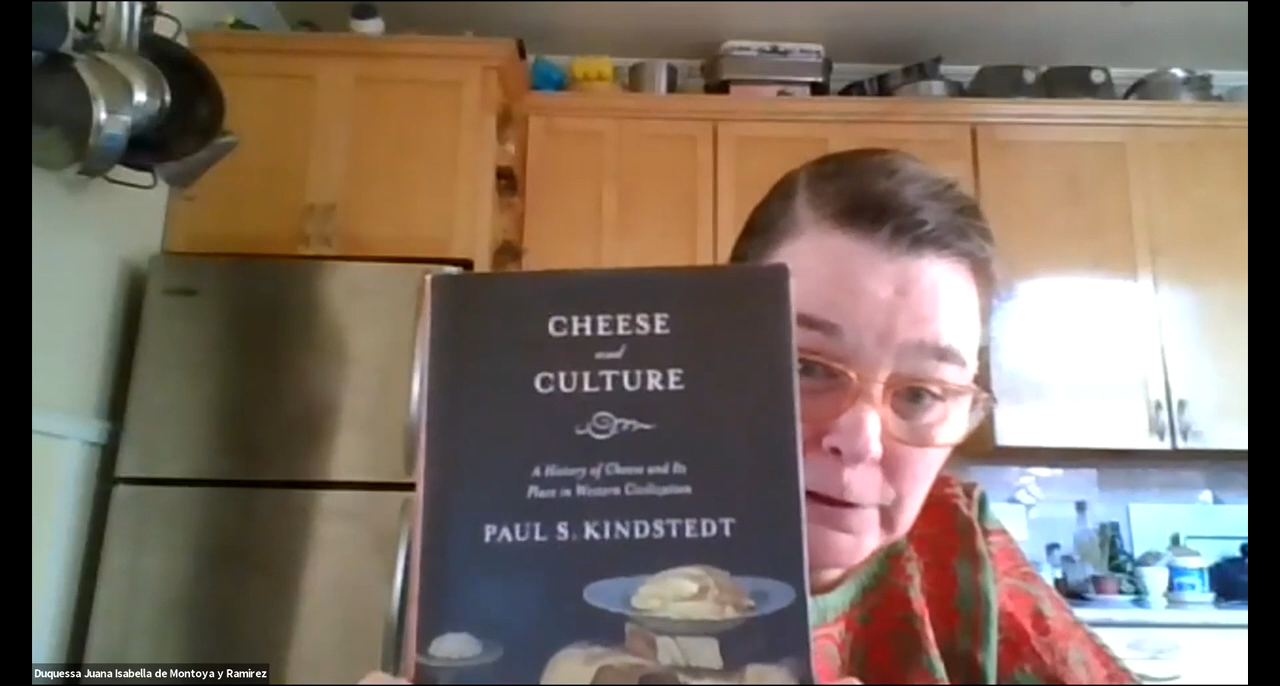 CHEESE
and
CULTURE
A History of Cheese and Its
Place in Western Civilization
PAUL S. KINDSTEDT
Duquessa Juana Isabella de Montoya y Ramirez